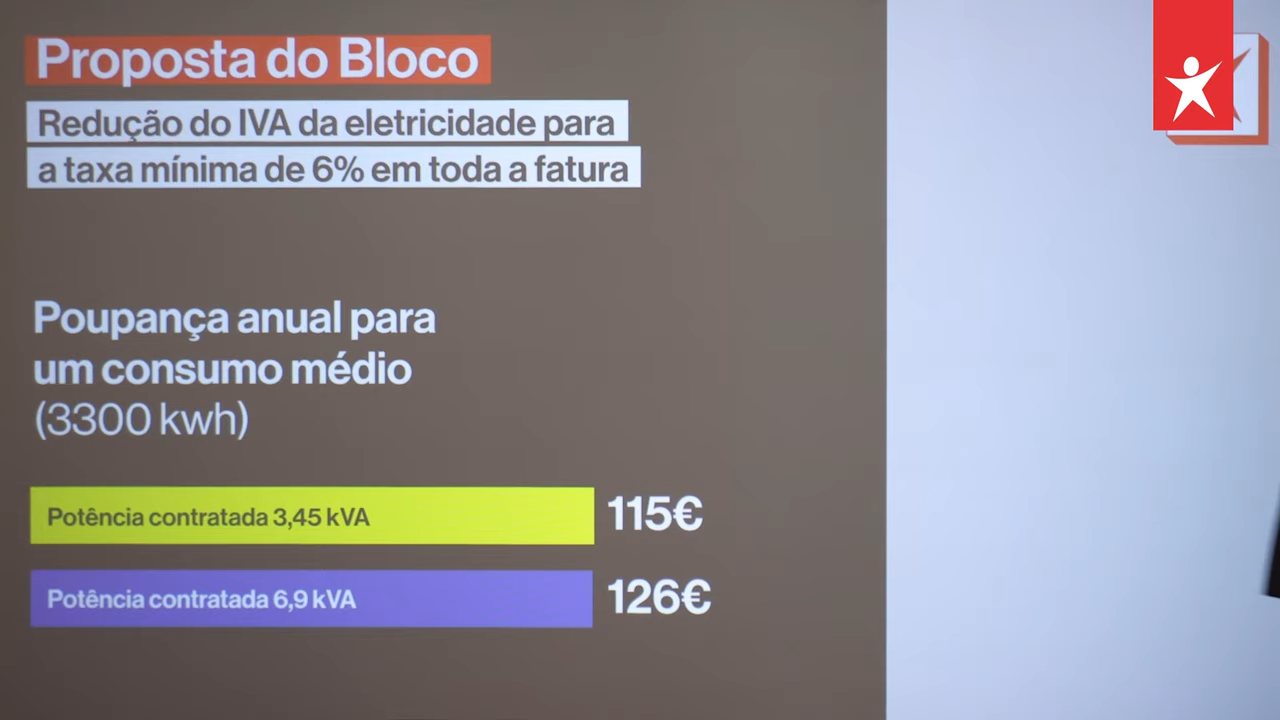 Proposta do Bloco
Redução do IVA da eletricidade para
a taxa mínima de 6% em toda a fatura
Poupança anual para
um consumo médio
(3300 kwh)
Potência contratada 3,45 kVA
115€
Potência contratada 6,9 kVA
126€